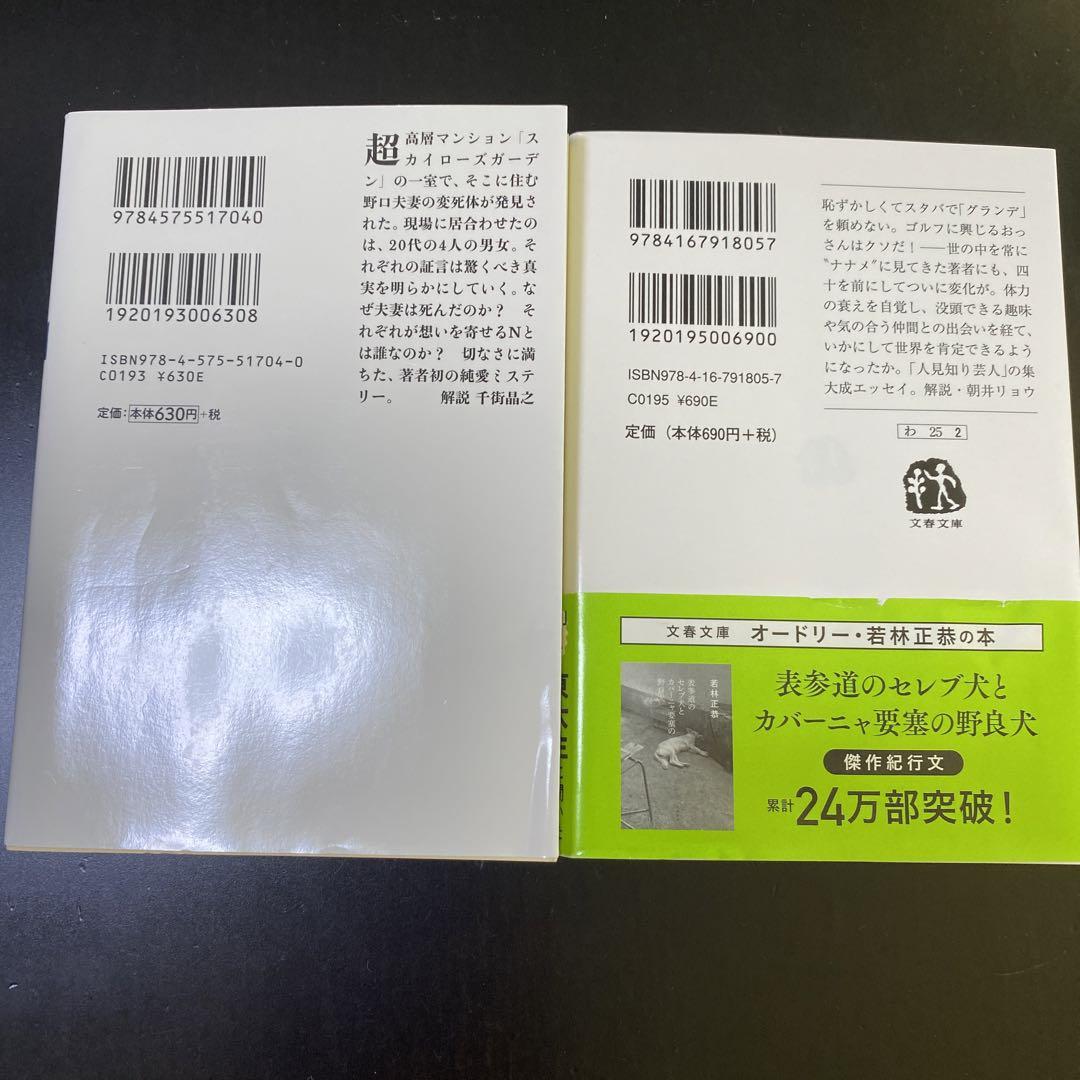 超高層マンション「ス
カイローズガーデ
ン」の一室で、そこに住む
野口夫妻の変死体が発見さ
れた。現場に居合わせたの
は、20代の4人の男女。そ
れぞれの証言は驚くべき真
実を明らかにしていく。な
ぜ夫妻は死んだのか？　そ
れぞれが想いを寄せるNと
は誰なのか？　切なさに満
ちた、著者初の純愛ミステ
リー。　　解説 千街晶之
9784575517040
1920193006308
ISBN978-4-575-51704-0
C0193 ¥630E
定価：本体630円+税
9784167918057
1920195006900
ISBN978-4-16-791805-7
C0195 ¥690E
定価（本体690円+税）
恥ずかしくてスタバで「グランデ」
を頼めない。ゴルフに興じるおっ
さんはクソだ！――世の中を常に
〝ナナメ〟に見てきた著者にも、四
十を前にしてついに変化が。体力
の衰えを自覚し、没頭できる趣味
や気の合う仲間との出会いを経て、
いかにして世界を肯定できるよう
になったか。「人見知り芸人」の集
大成エッセイ。解説・朝井リョウ
わ 25 2
文春文庫
文春文庫 オードリー・若林正恭の本
若林正恭
表参道の
セレブ犬と
カバーニャ要塞の
野良犬
表参道のセレブ犬と
カバーニャ要塞の野良犬
傑作紀行文
累計24万部突破！